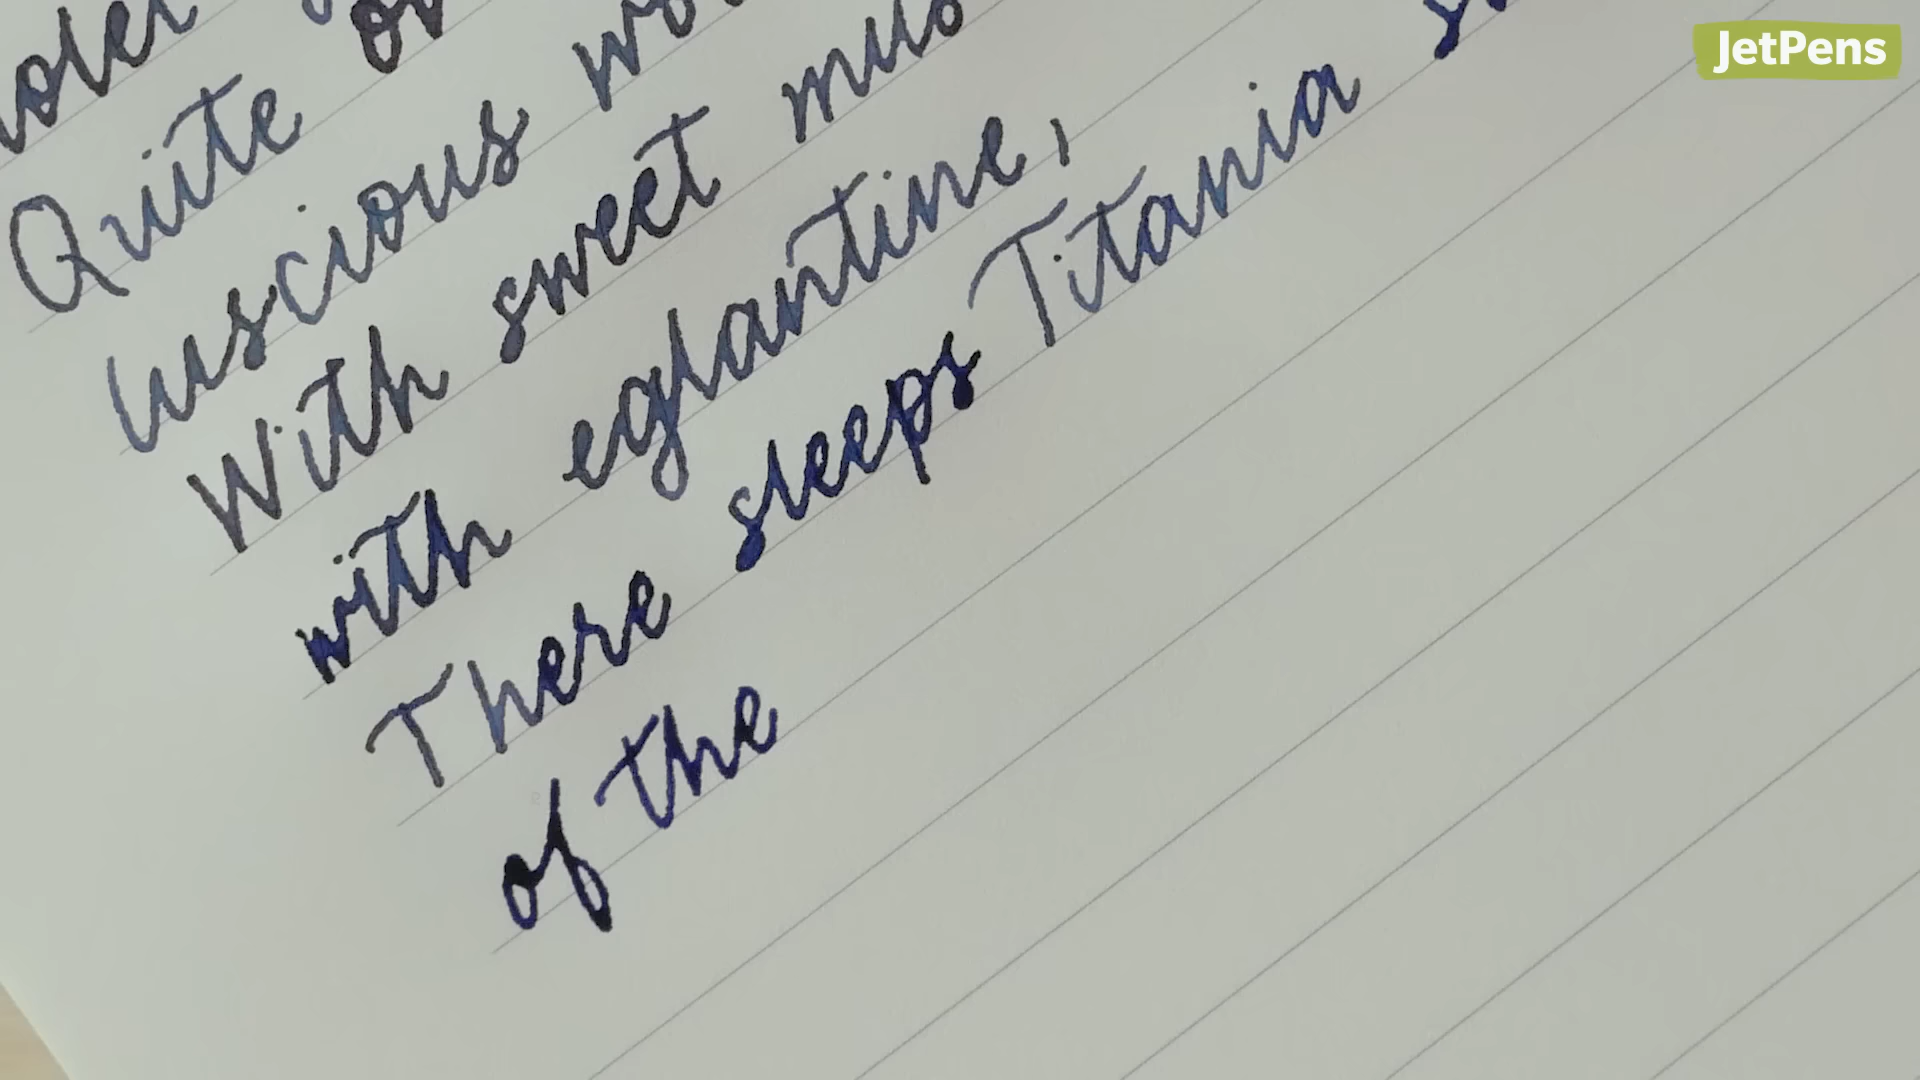 JetPens
Quite
luscious
With sweet
with eglantine,
There sleeps Titania
of the